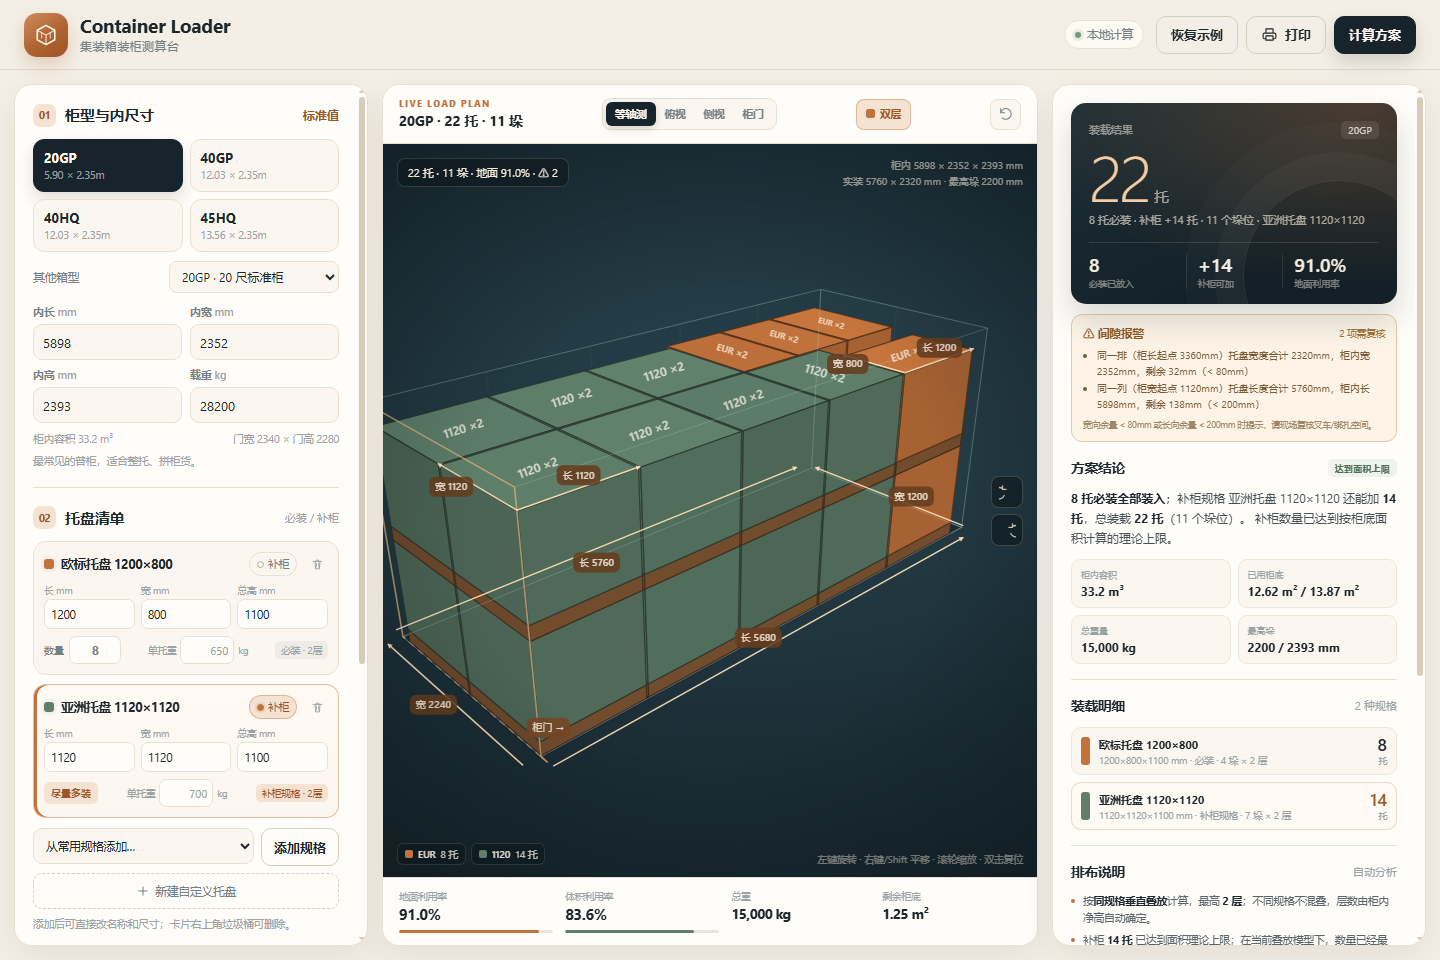 Container Loader
集装箱装柜测算台
本地计算
恢复示例
打印
计算方案
01 柜型与内尺寸
标准值
20GP
5.90 × 2.35m
40GP
12.03 × 2.35m
40HQ
12.03 × 2.35m
45HQ
13.56 × 2.35m
其他箱型
20GP · 20 尺标准柜
内长 mm
内宽 mm
5898
2352
内高 mm
载重 kg
2393
28200
柜内容积 33.2 m³
门宽 2340 × 门高 2280
最常见的普柜，适合整托、拼柜货。
02 托盘清单
必装 / 补柜
欧标托盘 1200×800
补柜
长 mm
宽 mm
总高 mm
1200
800
1100
数量 8
单托重 650 kg
必装 · 2层
亚洲托盘 1120×1120
补柜
长 mm
宽 mm
总高 mm
1120
1120
1100
尽量多装
单托重 700 kg
补柜规格 · 2层
从常用规格添加...
添加规格
+ 新建自定义托盘
添加后可直接改名称和尺寸；卡片右上角垃圾桶可删除。
LIVE LOAD PLAN
20GP · 22 托 · 11 垛
等轴测
俯视
侧视
柜门
双层
22 托 · 11 垛 · 地面 91.0% · ⚠ 2
柜内 5898 × 2352 × 2393 mm
实装 5760 × 2320 mm · 最高垛 2200 mm
EUR ×2
EUR ×2
EUR ×2
EUR
长 1200
宽 800
1120 ×2
1120 ×2
1120 ×2
1120 ×2
1120 ×2
1120 ×2
1120 ×2
长 1120
宽 1120
宽 1200
长 5760
长 5680
宽 2240
柜门 →
EUR 8 托
1120 14 托
左键旋转 · 右键/Shift 平移 · 滚轮缩放 · 双击复位
地面利用率
91.0%
体积利用率
83.6%
总重
15,000 kg
剩余柜底
1.25 m²
装载结果
20GP
22 托
8 托必装 · 补柜 +14 托 · 11 个垛位 · 亚洲托盘 1120×1120
8
必装已放入
+14
补柜可加
91.0%
地面利用率
⚠ 间隙报警
2 项需复核
同一排（柜长起点 3360mm）托盘宽度合计 2320mm，柜内宽
2352mm，剩余 32mm（< 80mm）
同一列（柜宽起点 1120mm）托盘长度合计 5760mm，柜内长
5898mm，剩余 138mm（< 200mm）
宽向余量 < 80mm 或长向余量 < 200mm 时提示，请现场复核叉车/绑扎空间。
方案结论
达到面积上限
8 托必装全部装入；补柜规格 亚洲托盘 1120×1120 还能加 14
托，总装载 22 托（11 个垛位）。 补柜数量已达到按柜底面
积计算的理论上限。
柜内容积
33.2 m³
已用柜底
12.62 m² / 13.87 m²
总重量
15,000 kg
最高垛
2200 / 2393 mm
装载明细
2 种规格
欧标托盘 1200×800
1200×800×1100 mm · 必装 · 4 垛 × 2 层
8
托
亚洲托盘 1120×1120
1120×1120×1100 mm · 补柜规格 · 7 垛 × 2 层
14
托
排布说明
自动分析
按同规格垂直叠放计算，最高 2 层；不同规格不混叠，层数由柜内
净高自动确定。
补柜 14 托 已达到面积理论上限；在当前叠放模型下，数量已经最